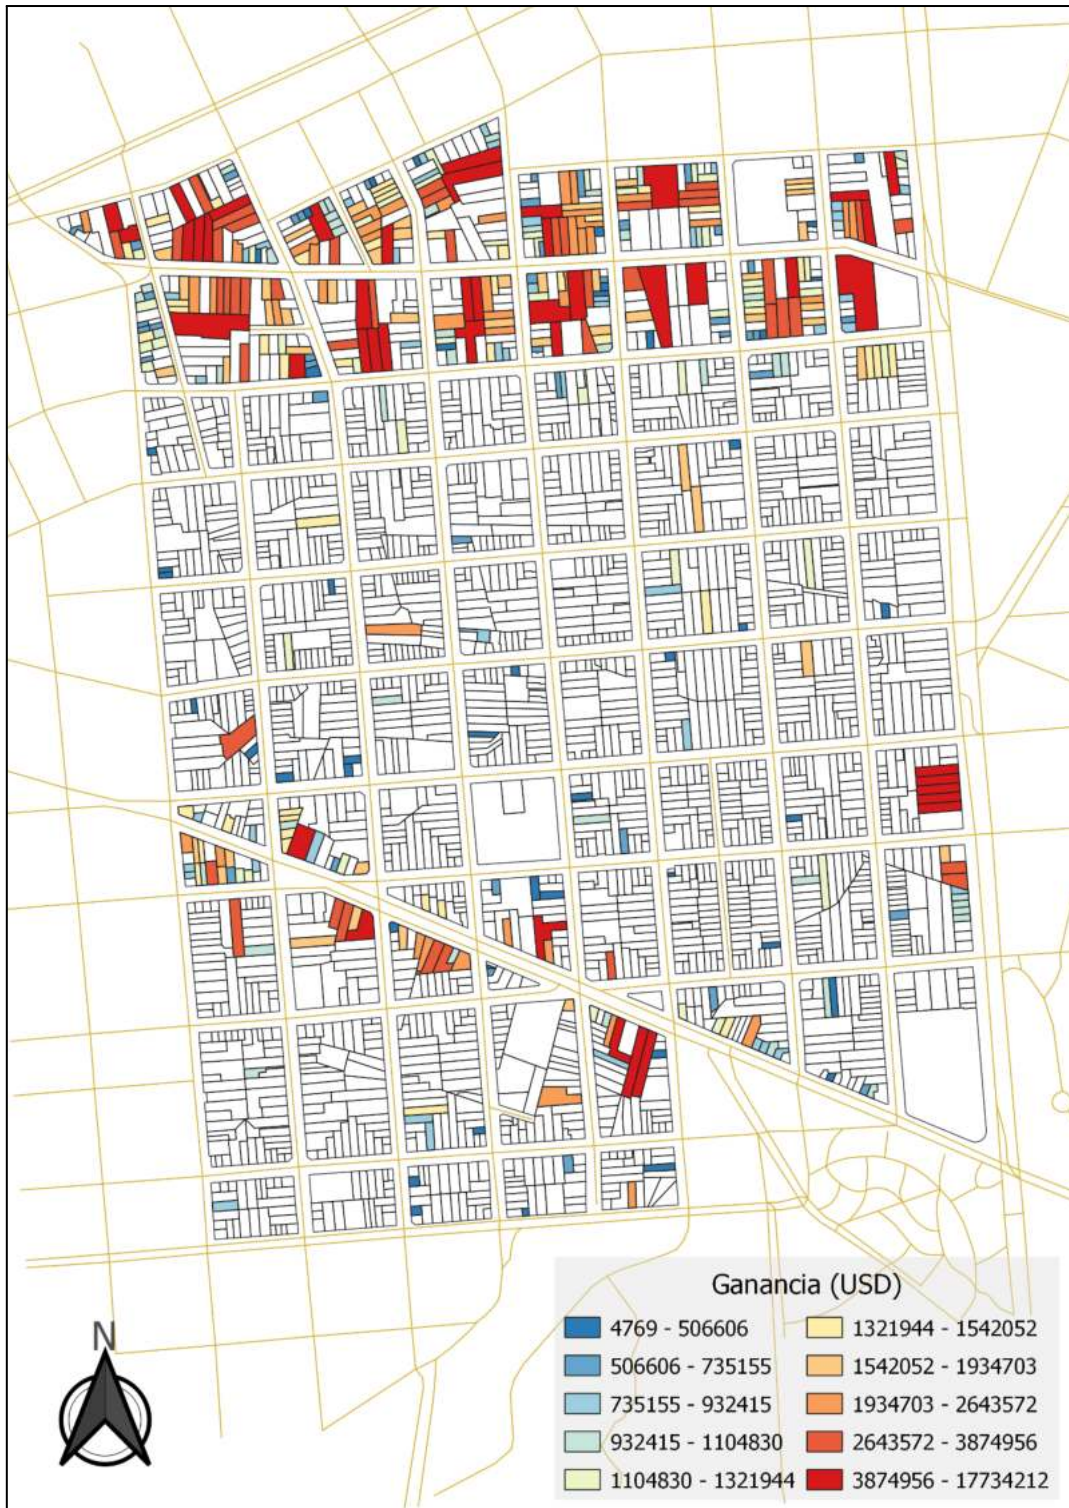 N
Ganancia (USD)
4769 - 506606
506606 - 735155
735155 - 932415
932415 - 1104830
1104830 - 1321944
1321944 - 1542052
1542052 - 1934703
1934703 - 2643572
2643572 - 3874956
3874956 - 17734212